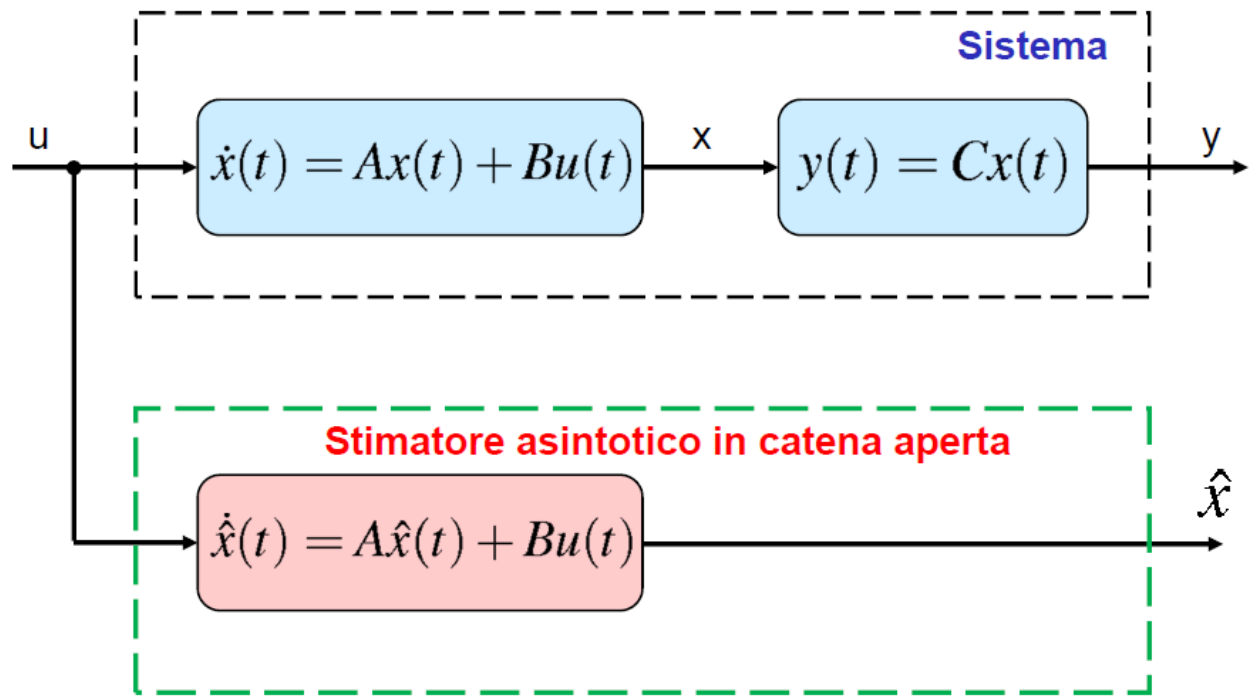 Sistema
u
ẋ(t) = Ax(t) + Bu(t)
x
y(t) = Cx(t)
y
Stimatore asintotico in catena aperta
x̂̇(t) = Ax̂(t) + Bu(t)
x̂